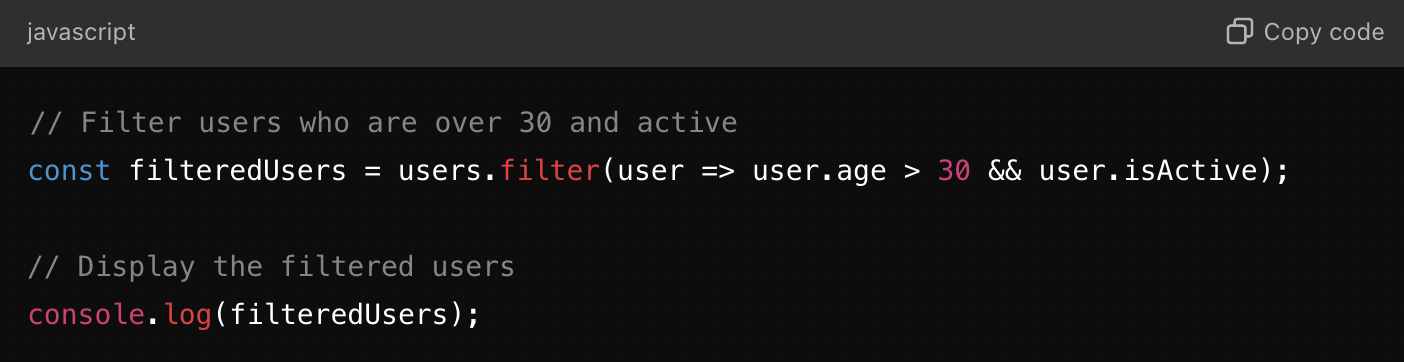 javascript
Copy code
// Filter users who are over 30 and active
const filteredUsers = users.filter(user => user.age > 30 && user.isActive);
// Display the filtered users
console.log(filteredUsers);